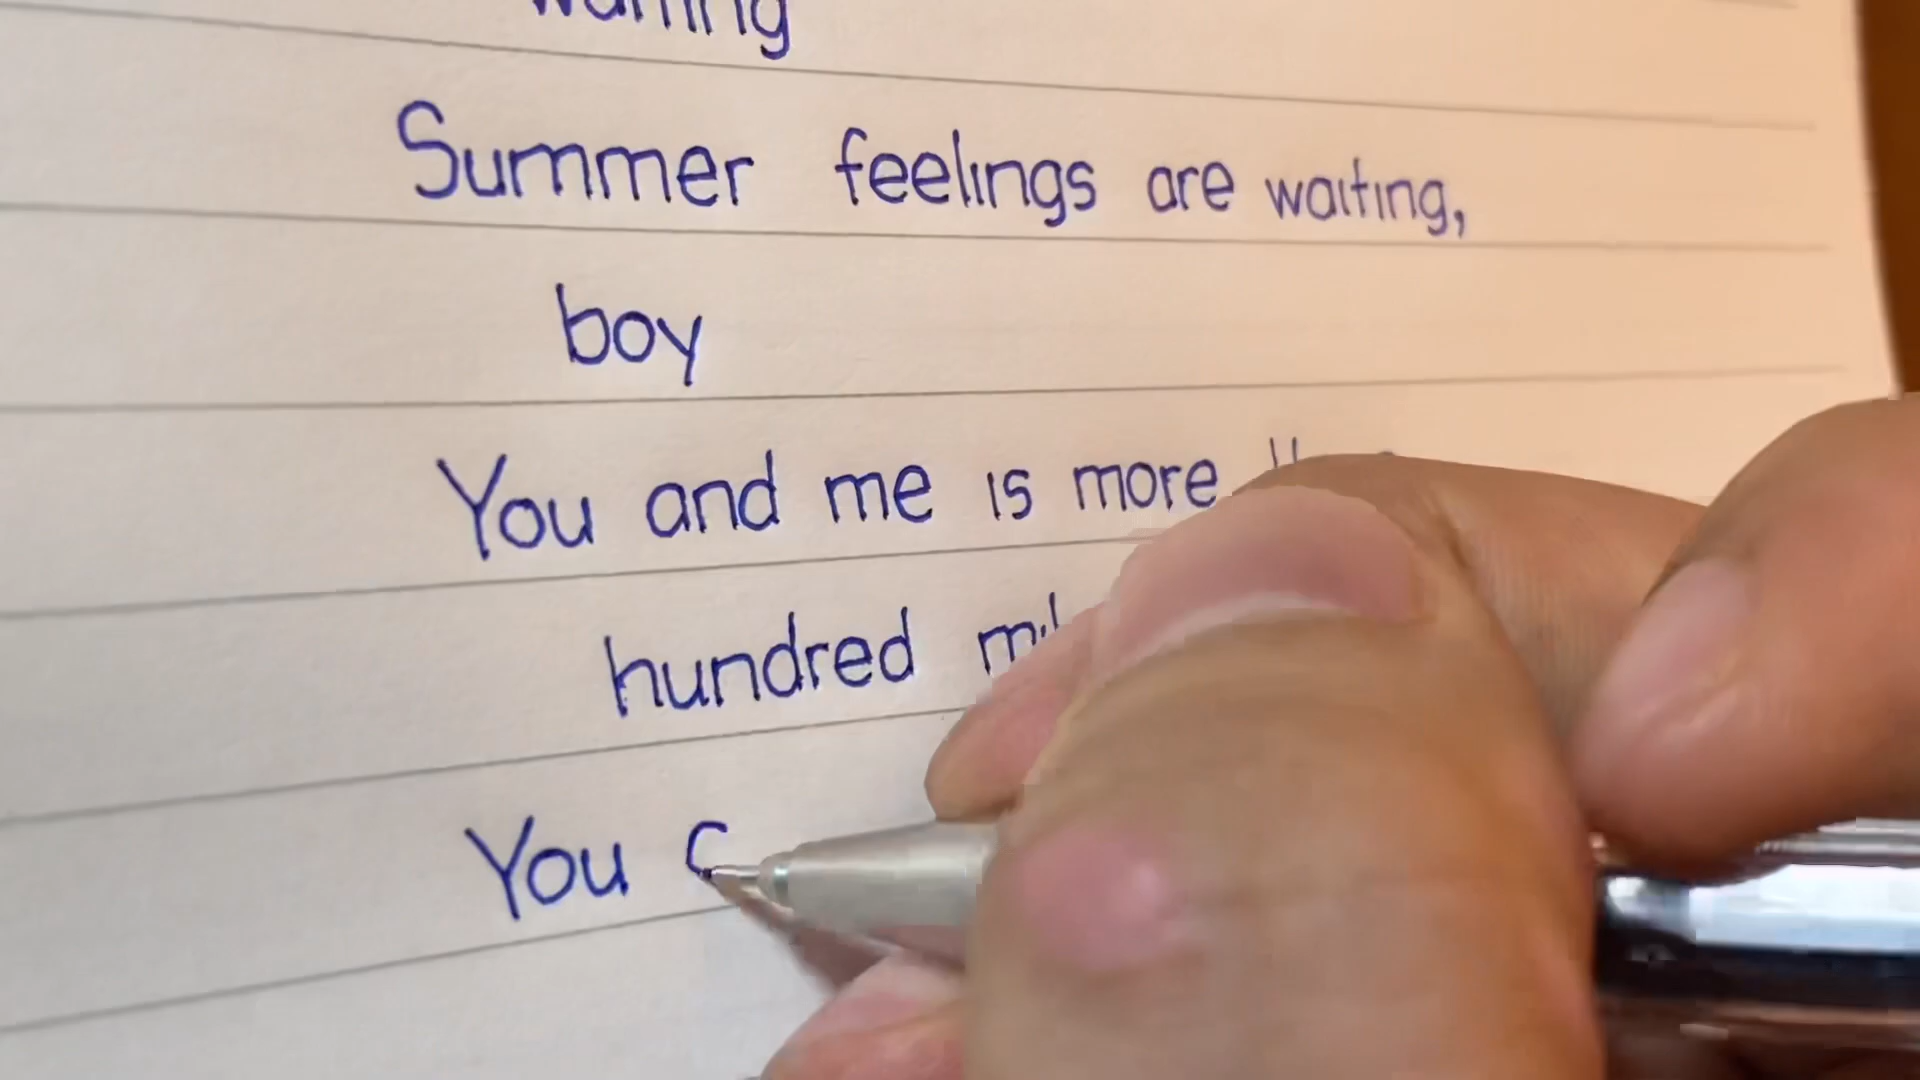 Summer feelings are waiting,
boy
You and me is more
hundred
You